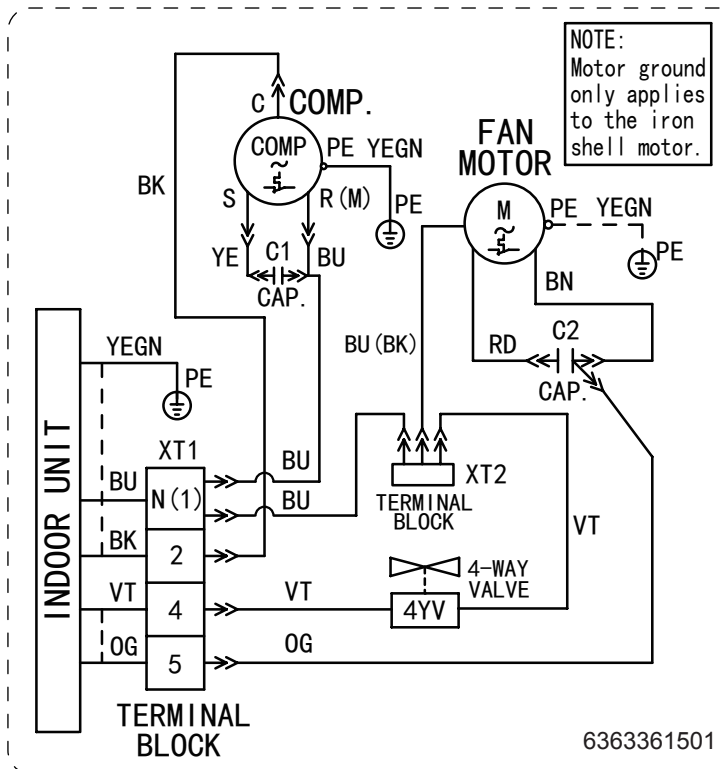 NOTE:
Motor ground
only applies
to the iron
shell motor.
C COMP.
COMP
PE YEGN
S
R(M)
PE
BK
YE
C1
BU
CAP.
FAN
MOTOR
M
PE YEGN
PE
BN
BU(BK)
RD
C2
CAP.
INDOOR UNIT
YEGN
PE
XT1
BU
N(1)
BU
BU
BK
2
VT
4
VT
OG
5
OG
TERMINAL
BLOCK
XT2
TERMINAL
BLOCK
VT
4-WAY
VALVE
4YV
6363361501